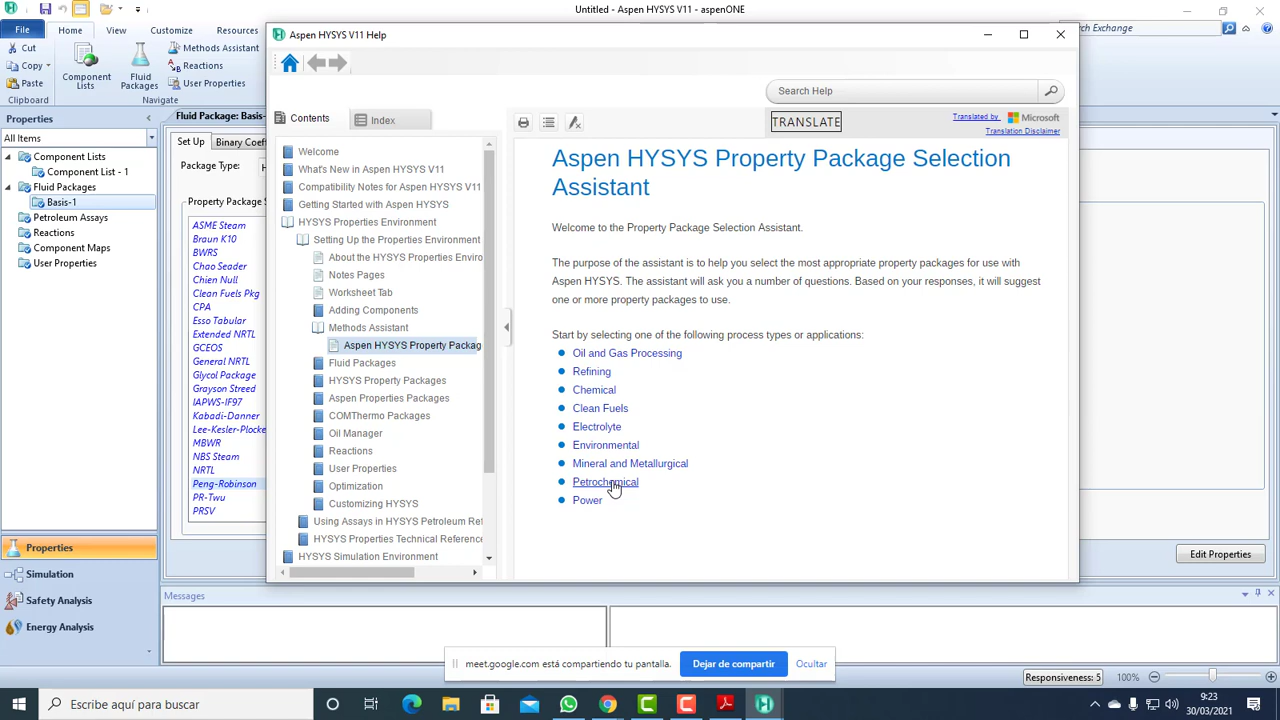 Untitled - Aspen HYSYS V11 - aspenONE
File
Home
View
Customize
Resources
Search Exchange
Cut
Copy
Paste
Clipboard
Component Lists
Fluid Packages
Methods Assistant
Reactions
User Properties
Navigate
Properties
All Items
Component Lists
Component List - 1
Fluid Packages
Basis-1
Petroleum Assays
Reactions
Component Maps
User Properties
Properties
Simulation
Safety Analysis
Energy Analysis
Fluid Package: Basis-
Set Up
Binary Coeff
Package Type:
Property Package S
ASME Steam
Braun K10
BWRS
Chao Seader
Chien Null
Clean Fuels Pkg
CPA
Esso Tabular
Extended NRTL
GCEOS
General NRTL
Glycol Package
Grayson Streed
IAPWS-IF97
Kabadi-Danner
Lee-Kesler-Plocke
MBWR
NBS Steam
NRTL
Peng-Robinson
PR-Twu
PRSV
Aspen HYSYS V11 Help
Search Help
Contents
Index
TRANSLATE
Translated by
Microsoft
Translation Disclaimer
Welcome
What's New in Aspen HYSYS V11
Compatibility Notes for Aspen HYSYS V11
Getting Started with Aspen HYSYS
HYSYS Properties Environment
Setting Up the Properties Environment
About the HYSYS Properties Enviro
Notes Pages
Worksheet Tab
Adding Components
Methods Assistant
Aspen HYSYS Property Packag
Fluid Packages
HYSYS Property Packages
Aspen Properties Packages
COMThermo Packages
Oil Manager
Reactions
User Properties
Optimization
Customizing HYSYS
Using Assays in HYSYS Petroleum Ref
HYSYS Properties Technical Reference
HYSYS Simulation Environment
Aspen HYSYS Property Package Selection
Assistant
Welcome to the Property Package Selection Assistant.
The purpose of the assistant is to help you select the most appropriate property packages for use with
Aspen HYSYS. The assistant will ask you a number of questions. Based on your responses, it will suggest
one or more property packages to use.
Start by selecting one of the following process types or applications:
Oil and Gas Processing
Refining
Chemical
Clean Fuels
Electrolyte
Environmental
Mineral and Metallurgical
Petrochemical
Power
Edit Properties
Messages
meet.google.com está compartiendo tu pantalla.
Dejar de compartir
Ocultar
Responsiveness: 5
100%
Escribe aquí para buscar
9:23
30/03/2021